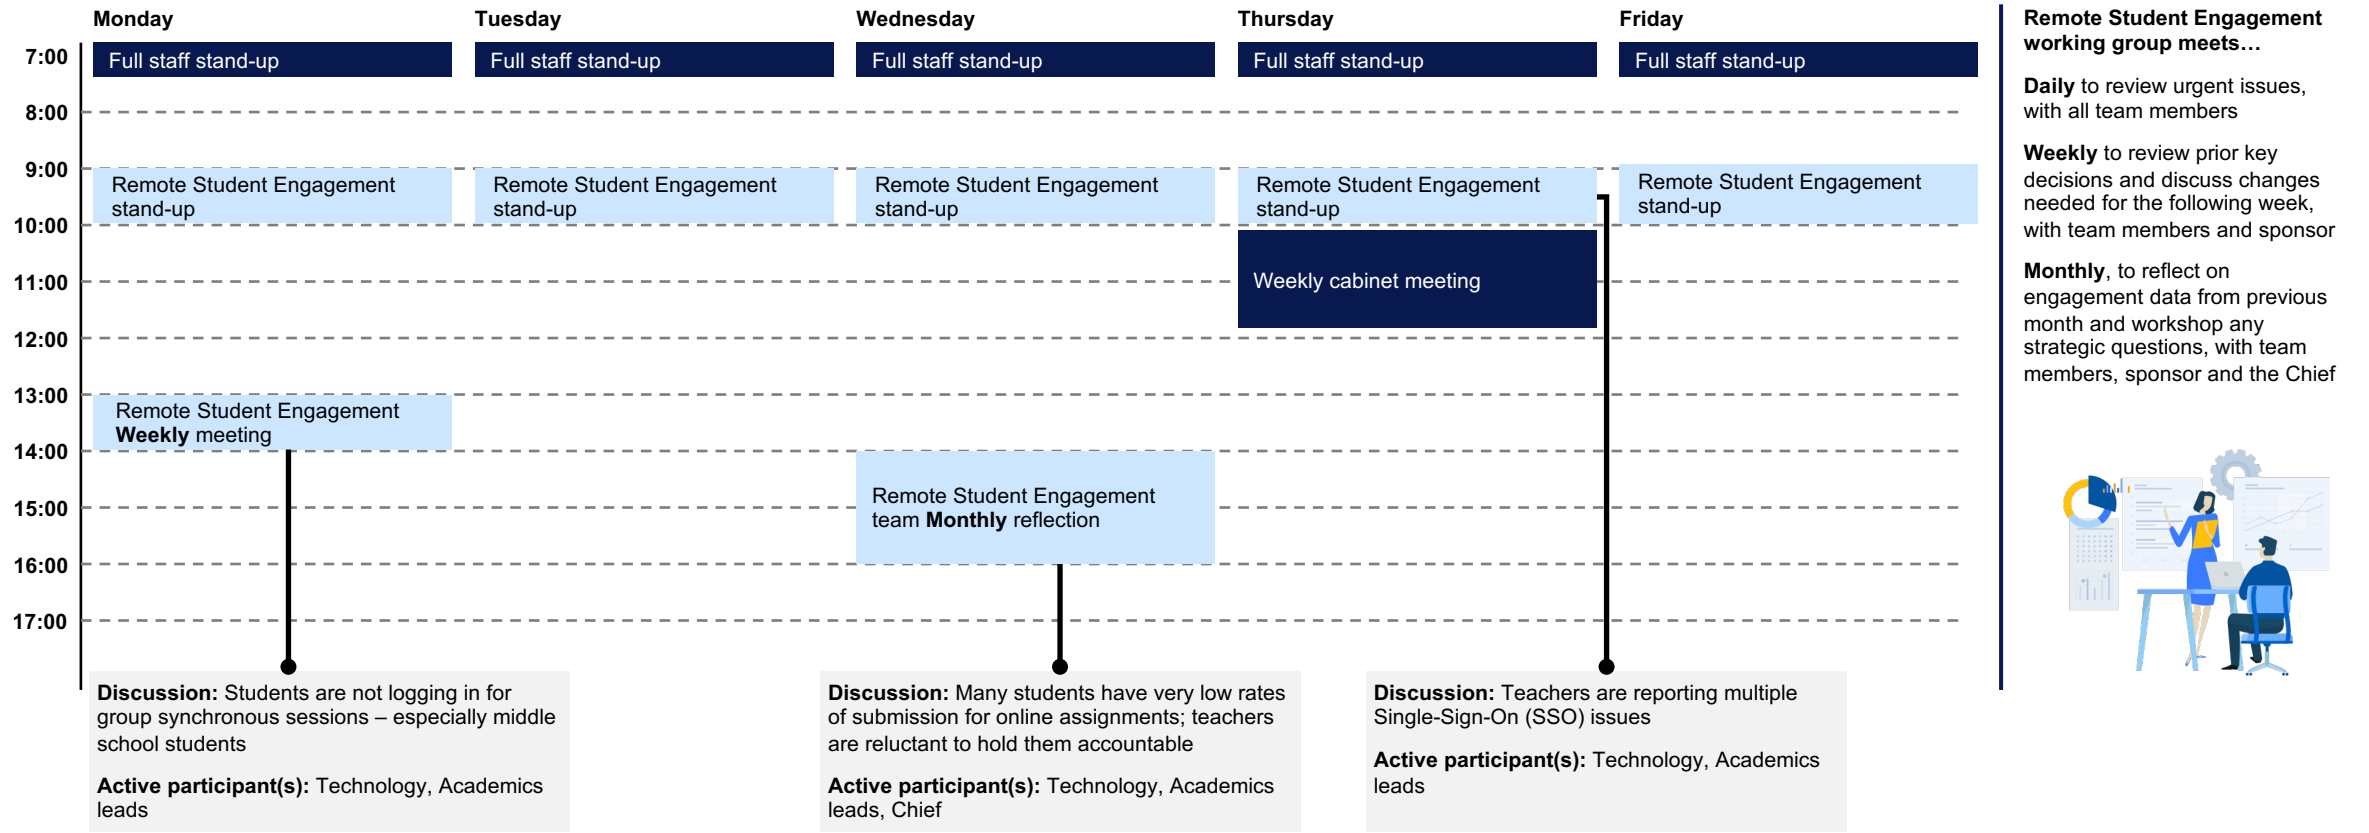 Monday
Tuesday
Wednesday
Thursday
Friday
7:00
Full staff stand-up
Full staff stand-up
Full staff stand-up
Full staff stand-up
Full staff stand-up
8:00
9:00
Remote Student Engagement
stand-up
Remote Student Engagement
stand-up
Remote Student Engagement
stand-up
Remote Student Engagement
stand-up
Remote Student Engagement
stand-up
10:00
11:00
Weekly cabinet meeting
12:00
13:00
Remote Student Engagement
Weekly meeting
14:00
15:00
Remote Student Engagement
team Monthly reflection
16:00
17:00
Discussion: Students are not logging in for
group synchronous sessions – especially middle
school students
Active participant(s): Technology, Academics
leads
Discussion: Many students have very low rates
of submission for online assignments; teachers
are reluctant to hold them accountable
Active participant(s): Technology, Academics
leads, Chief
Discussion: Teachers are reporting multiple
Single-Sign-On (SSO) issues
Active participant(s): Technology, Academics
leads
Remote Student Engagement
working group meets…
Daily to review urgent issues,
with all team members
Weekly to review prior key
decisions and discuss changes
needed for the following week,
with team members and sponsor
Monthly, to reflect on
engagement data from previous
month and workshop any
strategic questions, with team
members, sponsor and the Chief